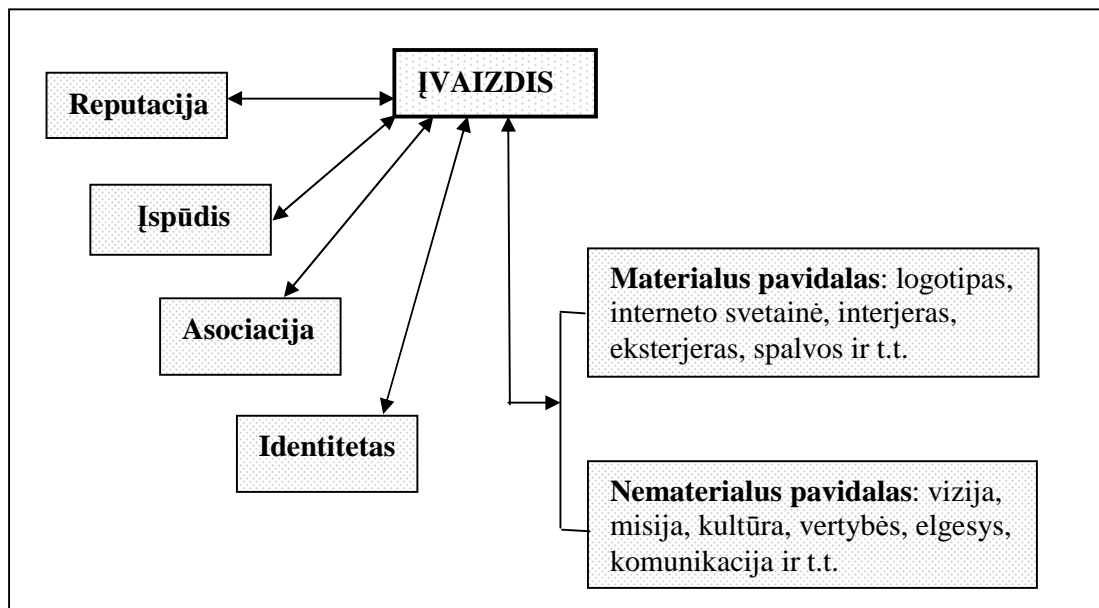 ĮVAIZDIS
Reputacija
Įspūdis
Asociacija
Identitetas
Materialus pavidalas: logotipas,
interneto svetainė, interjeras,
eksterjeras, spalvos ir t.t.
Nematerialus pavidalas: vizija,
misija, kultūra, vertybės, elgesys,
komunikacija ir t.t.